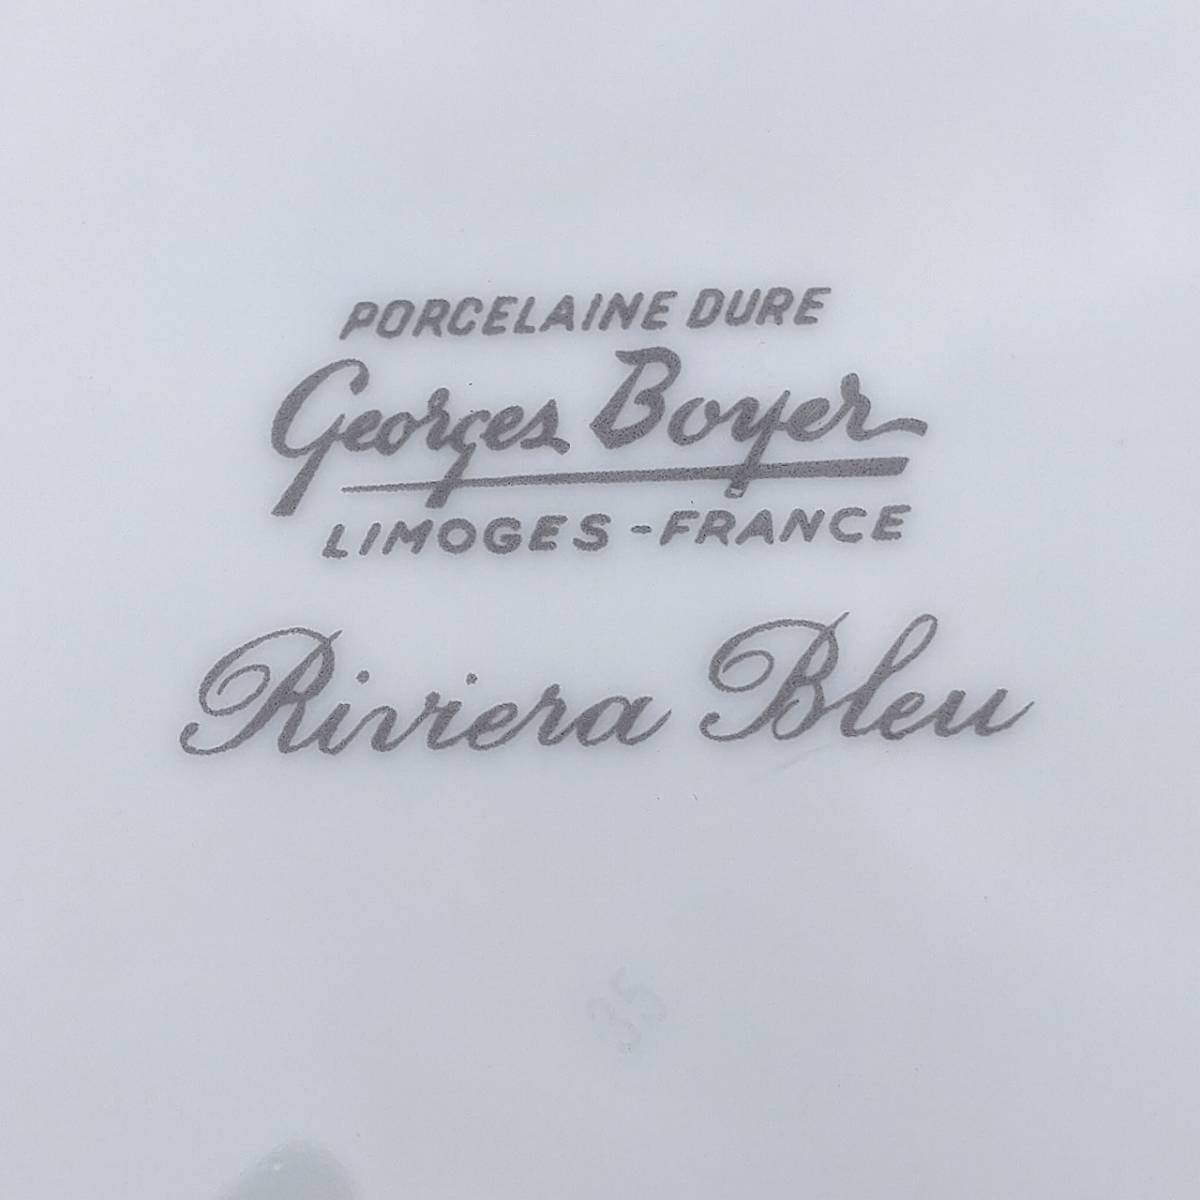 PORCELAINE DURE
Georges Boyer
LIMOGES - FRANCE
Riviera Bleu
35